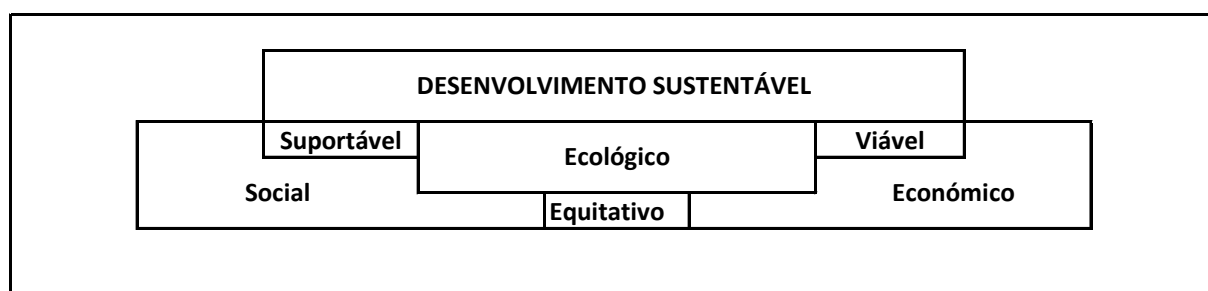 DESENVOLVIMENTO SUSTENTÁVEL
Suportável
Ecológico
Viável
Social
Económico
Equitativo